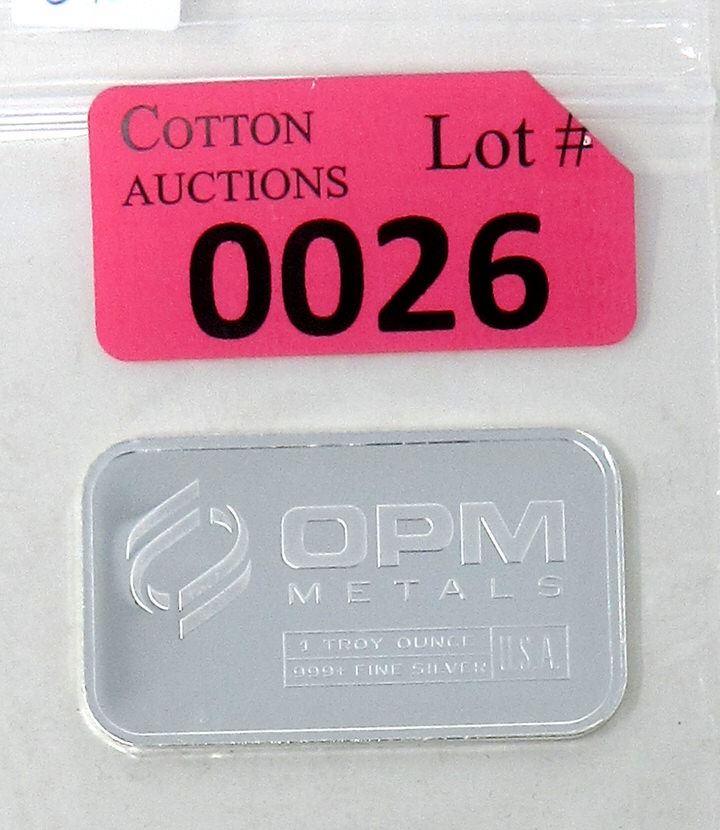 COTTON
AUCTIONS
Lot #
0026
OPM
METALS
1 TROY OUNCE
999+ FINE SILVER
U.S.A.